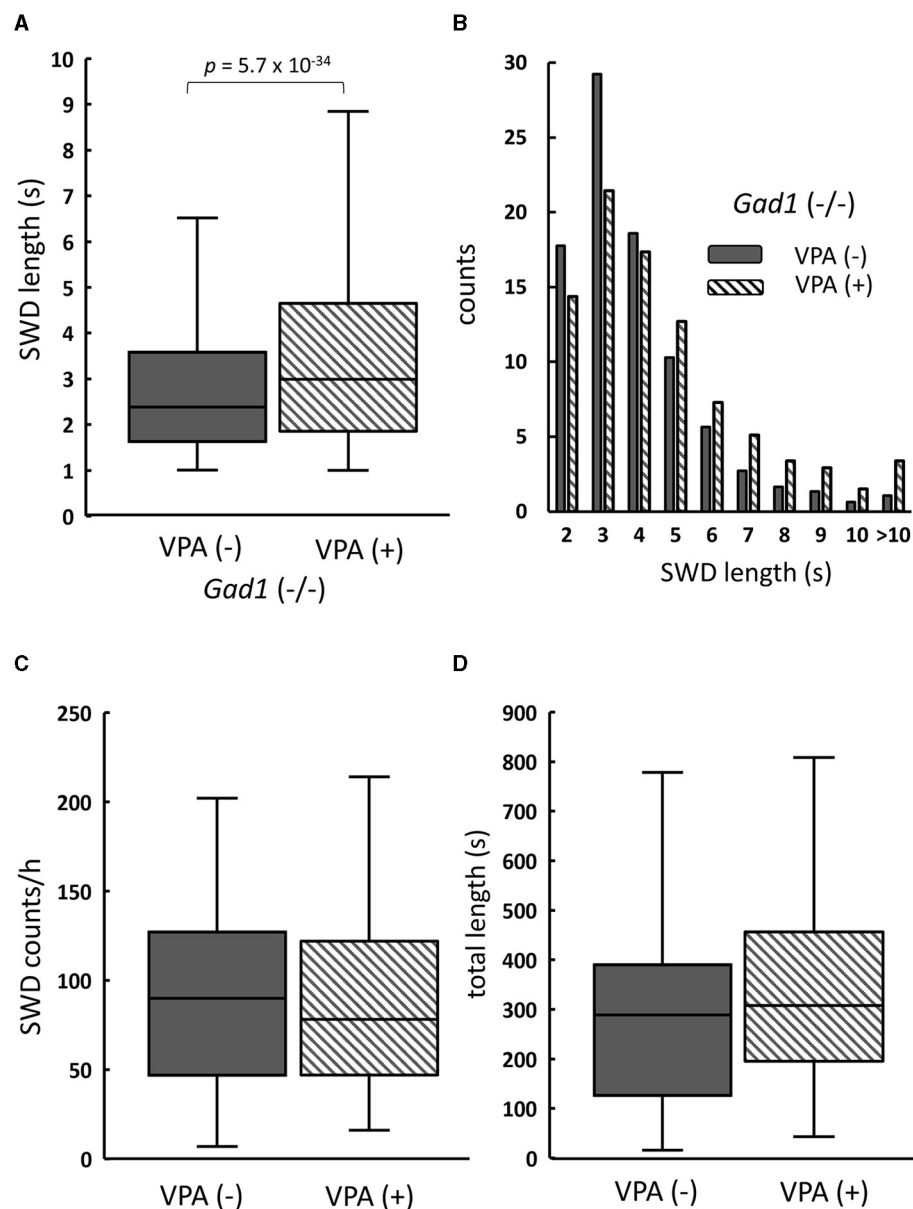 A
p = 5.7 x 10-34
SWD length (s)
10
9
8
7
6
5
4
3
2
1
0
VPA (-) VPA (+)
Gad1 (-/-)
B
counts
30
25
20
15
10
5
0
Gad1 (-/-)
VPA (-)
VPA (+)
2 3 4 5 6 7 8 9 10 >10
SWD length (s)
C
SWD counts/h
250
200
150
100
50
0
VPA (-) VPA (+)
D
total length (s)
900
800
700
600
500
400
300
200
100
0
VPA (-) VPA (+)